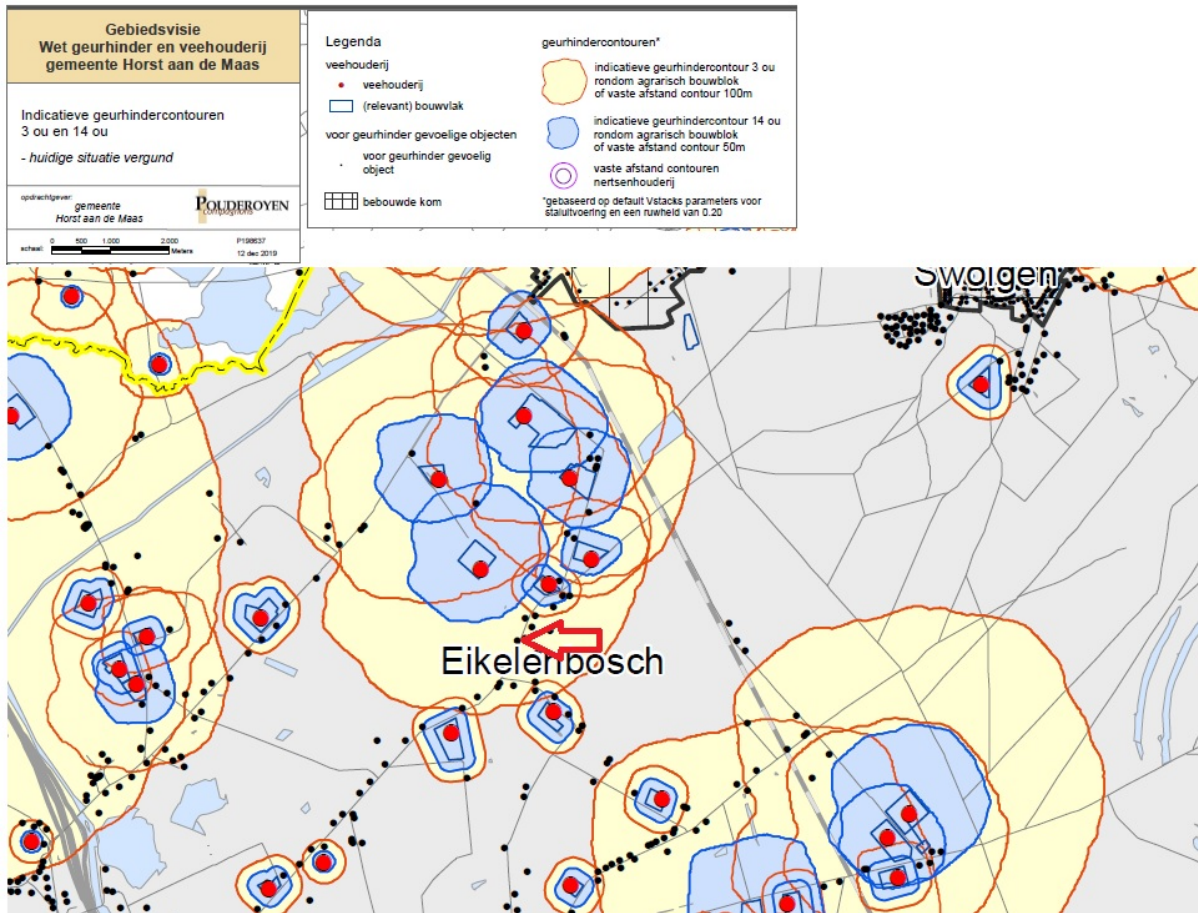 Gebiedsvisie
Wet geurhinder en veehouderij
gemeente Horst aan de Maas
Indicatieve geurhindercontouren
3 ou en 14 ou
- huidige situatie vergund
opdrachtgever:
gemeente
Horst aan de Maas
POUDEROYEN
compagnons
schaal:
0 500 1.000 2.000
Meters
P198637
12 dec 2019
Legenda
veehouderij
veehouderij
(relevant) bouwvlak
voor geurhinder gevoelige objecten
voor geurhinder gevoelig
object
bebouwde kom
geurhindercontouren*
indicatieve geurhindercontour 3 ou
rondom agrarisch bouwblok
of vaste afstand contour 100m
indicatieve geurhindercontour 14 ou
rondom agrarisch bouwblok
of vaste afstand contour 50m
vaste afstand contouren
nertsenhouderij
*gebaseerd op default Vstacks parameters voor
staluitvoering en een ruwheid van 0.20
Swolgen
Eikelenbosch